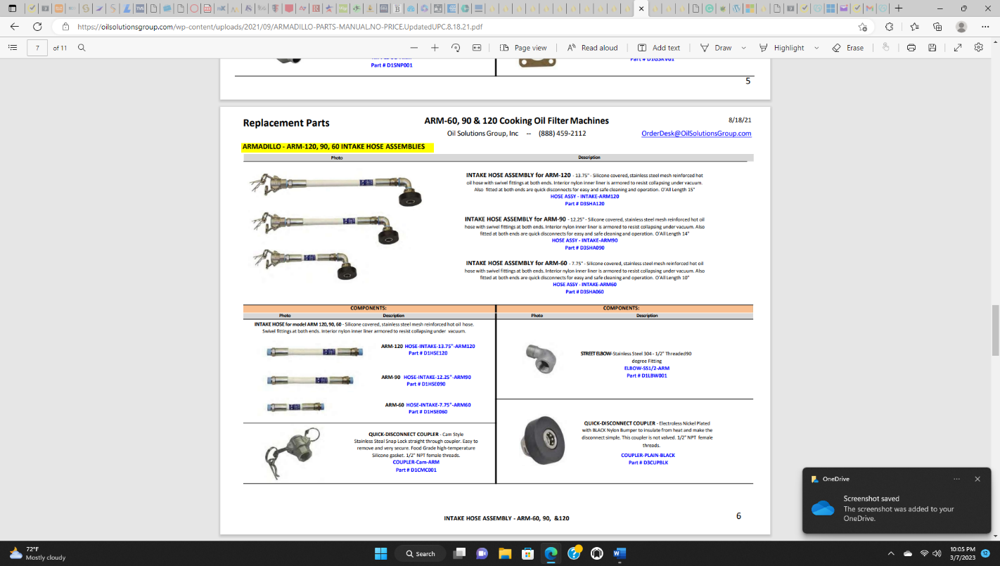 https://oilsolutionsgroup.com/wp-content/uploads/2021/09/ARMADILLO-PARTS-MANUAL.NO-PRICE.UpdatedUPC.8.18.21.pdf
7 of 11
Page view
Read aloud
Add text
Draw
Highlight
Erase
Part # D1SNP001
Part # D1GSKV01
5
Replacement Parts
ARM-60, 90 & 120 Cooking Oil Filter Machines
8/18/21
Oil Solutions Group, Inc -- (888) 459-2112
OrderDesk@OilSolutionsGroup.com
ARMADILLO - ARM-120, 90, 60 INTAKE HOSE ASSEMBLIES
Photo
Description
INTAKE HOSE ASSEMBLY for ARM-120 - 13.75" - Silicone covered, stainless steel mesh reinforced hot
oil hose with swivel fittings at both ends. Interior nylon inner liner is armored to resist collapsing under vacuum.
Also fitted at both ends are quick disconnects for easy and safe cleaning and operation. O'All Length 15"
HOSE ASSY - INTAKE-ARM120
Part # D3SHA120
INTAKE HOSE ASSEMBLY for ARM-90 - 12.25" - Silicone covered, stainless steel mesh reinforced hot oil
hose with swivel fittings at both ends. Interior nylon inner liner is armored to resist collapsing under vacuum. Also
fitted at both ends are quick disconnects for easy and safe cleaning and operation. O'All Length 14"
HOSE ASSY - INTAKE-ARM90
Part # D3SHA090
INTAKE HOSE ASSEMBLY for ARM-60 - 7.75" - Silicone covered, stainless steel mesh reinforced hot oil
hose with swivel fittings at both ends. Interior nylon inner liner is armored to resist collapsing under vacuum. Also
fitted at both ends are quick disconnects for easy and safe cleaning and operation. O'All Length 10"
HOSE ASSY - INTAKE-ARM60
Part # D3SHA060
COMPONENTS:
Photo
Description
INTAKE HOSE for model ARM 120, 90, 60 - Silicone covered, stainless steel mesh reinforced hot oil hose.
Swivel fittings at both ends. Interior nylon inner liner armored to resist collapsing under vacuum.
ARM-120 HOSE-INTAKE-13.75"-ARM120
Part # D1HSE120
ARM-90 HOSE-INTAKE-12.25"-ARM90
Part # D1HSE090
ARM-60 HOSE-INTAKE-7.75"-ARM60
Part # D1HSE060
QUICK-DISCONNECT COUPLER - Cam Style
Stainless Steal Snap Lock straight through coupler. Easy to
remove and very secure. Food Grade high-temperature
Silicone gasket. 1/2" NPT female threads.
COUPLER-Cam-ARM
Part # D1CMC001
COMPONENTS:
Photo
Description
STREET ELBOW-Stainless Steel 304 - 1/2" Threaded90
degree Fitting
ELBOW-SS1/2-ARM
Part # D1LBW001
QUICK-DISCONNECT COUPLER - Electroless Nickel Plated
with BLACK Nylon Bumper to insulate from heat and make the
disconnect simple. This coupler is not valved. 1/2" NPT female
threads.
COUPLER-PLAIN-BLACK
Part # D3CUPBLK
INTAKE HOSE ASSEMBLY - ARM-60, 90, &120
6
OneDrive
Screenshot saved
The screenshot was added to your
OneDrive.
72°F
Mostly cloudy
Search
10:05 PM
3/7/2023
12